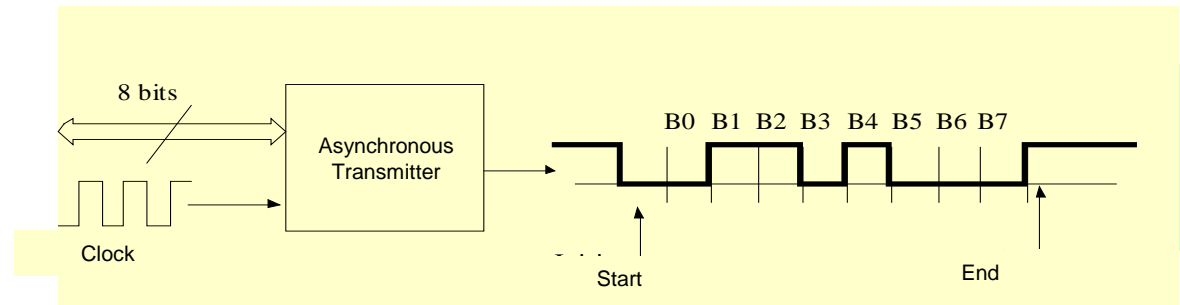 8 bits
B0 B1 B2 B3 B4 B5 B6 B7
Asynchronous
Transmitter
Clock
Start
End